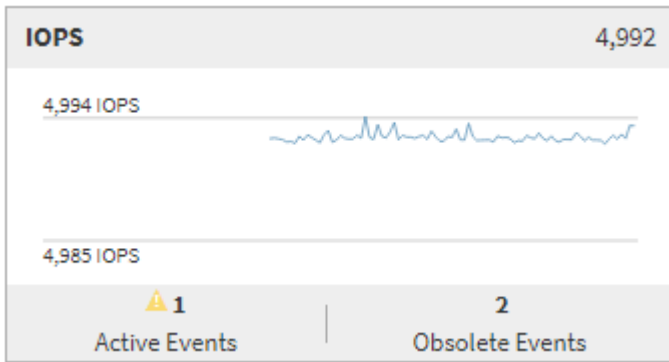 IOPS 4,992
4,994 IOPS
4,985 IOPS
1 2
Active Events Obsolete Events